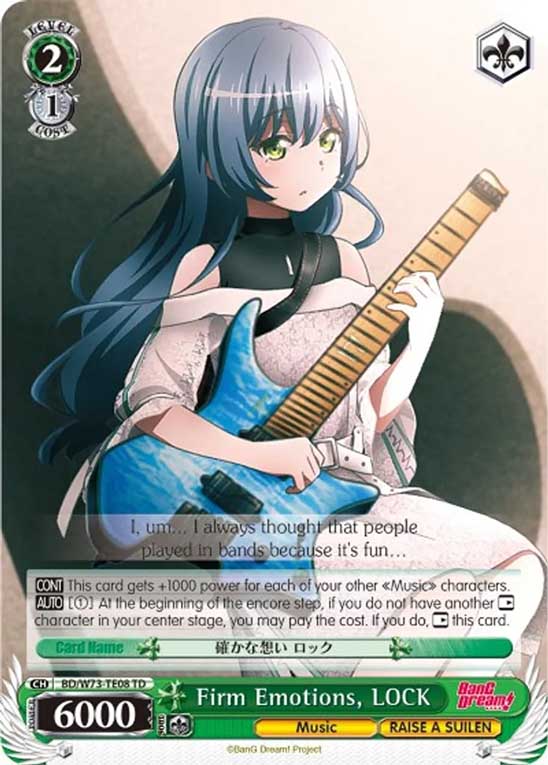 LEVEL
2
1
COST
I, um... I always thought that people
played in bands because it's fun...
CONT This card gets +1000 power for each of your other «Music» characters.
AUTO [①] At the beginning of the encore step, if you do not have another
character in your center stage, you may pay the cost. If you do, this card.
Card Name 確かな想い ロック
CH BD/W73-TE08 TD
Firm Emotions, LOCK
BanG Dream!
POWER 6000 SOUL
Music RAISE A SUILEN
©BanG Dream! Project